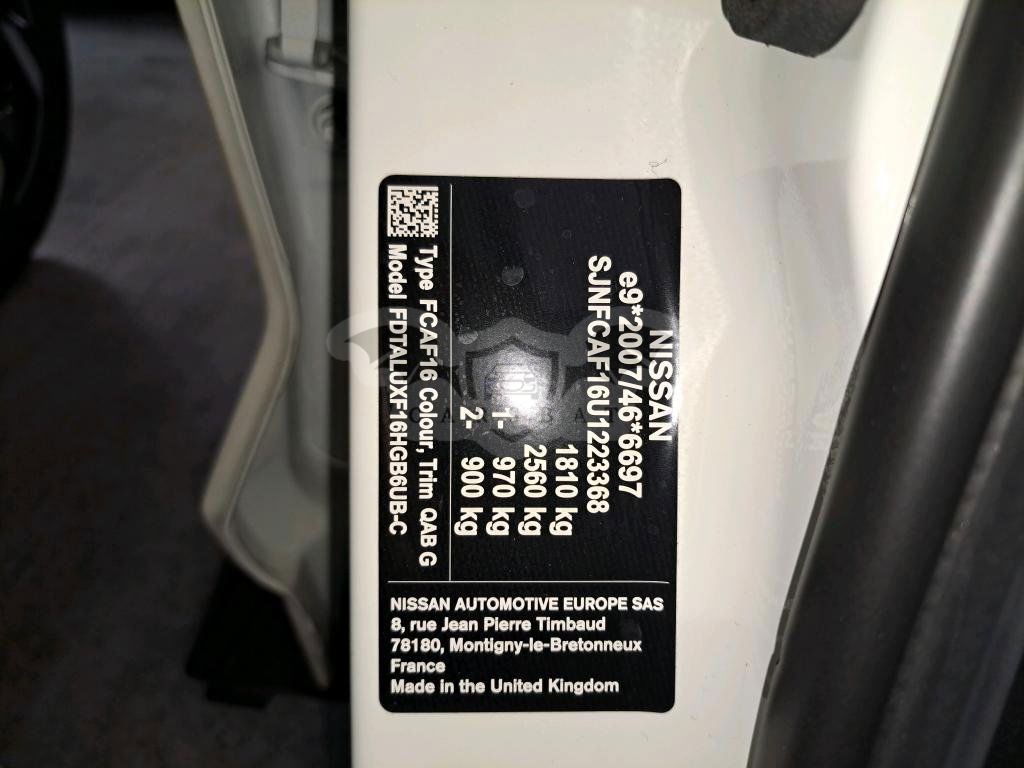 NISSAN
e9*2007/46*6697
SJNFCAF16U1223368
1810 kg
2560 kg
1- 970 kg
2- 900 kg
Type FCAF16 Colour, Trim QAB G
Model FDTALUXF16HGB6UB-C
NISSAN AUTOMOTIVE EUROPE SAS
8, rue Jean Pierre Timbaud
78180, Montigny-le-Bretonneux
France
Made in the United Kingdom